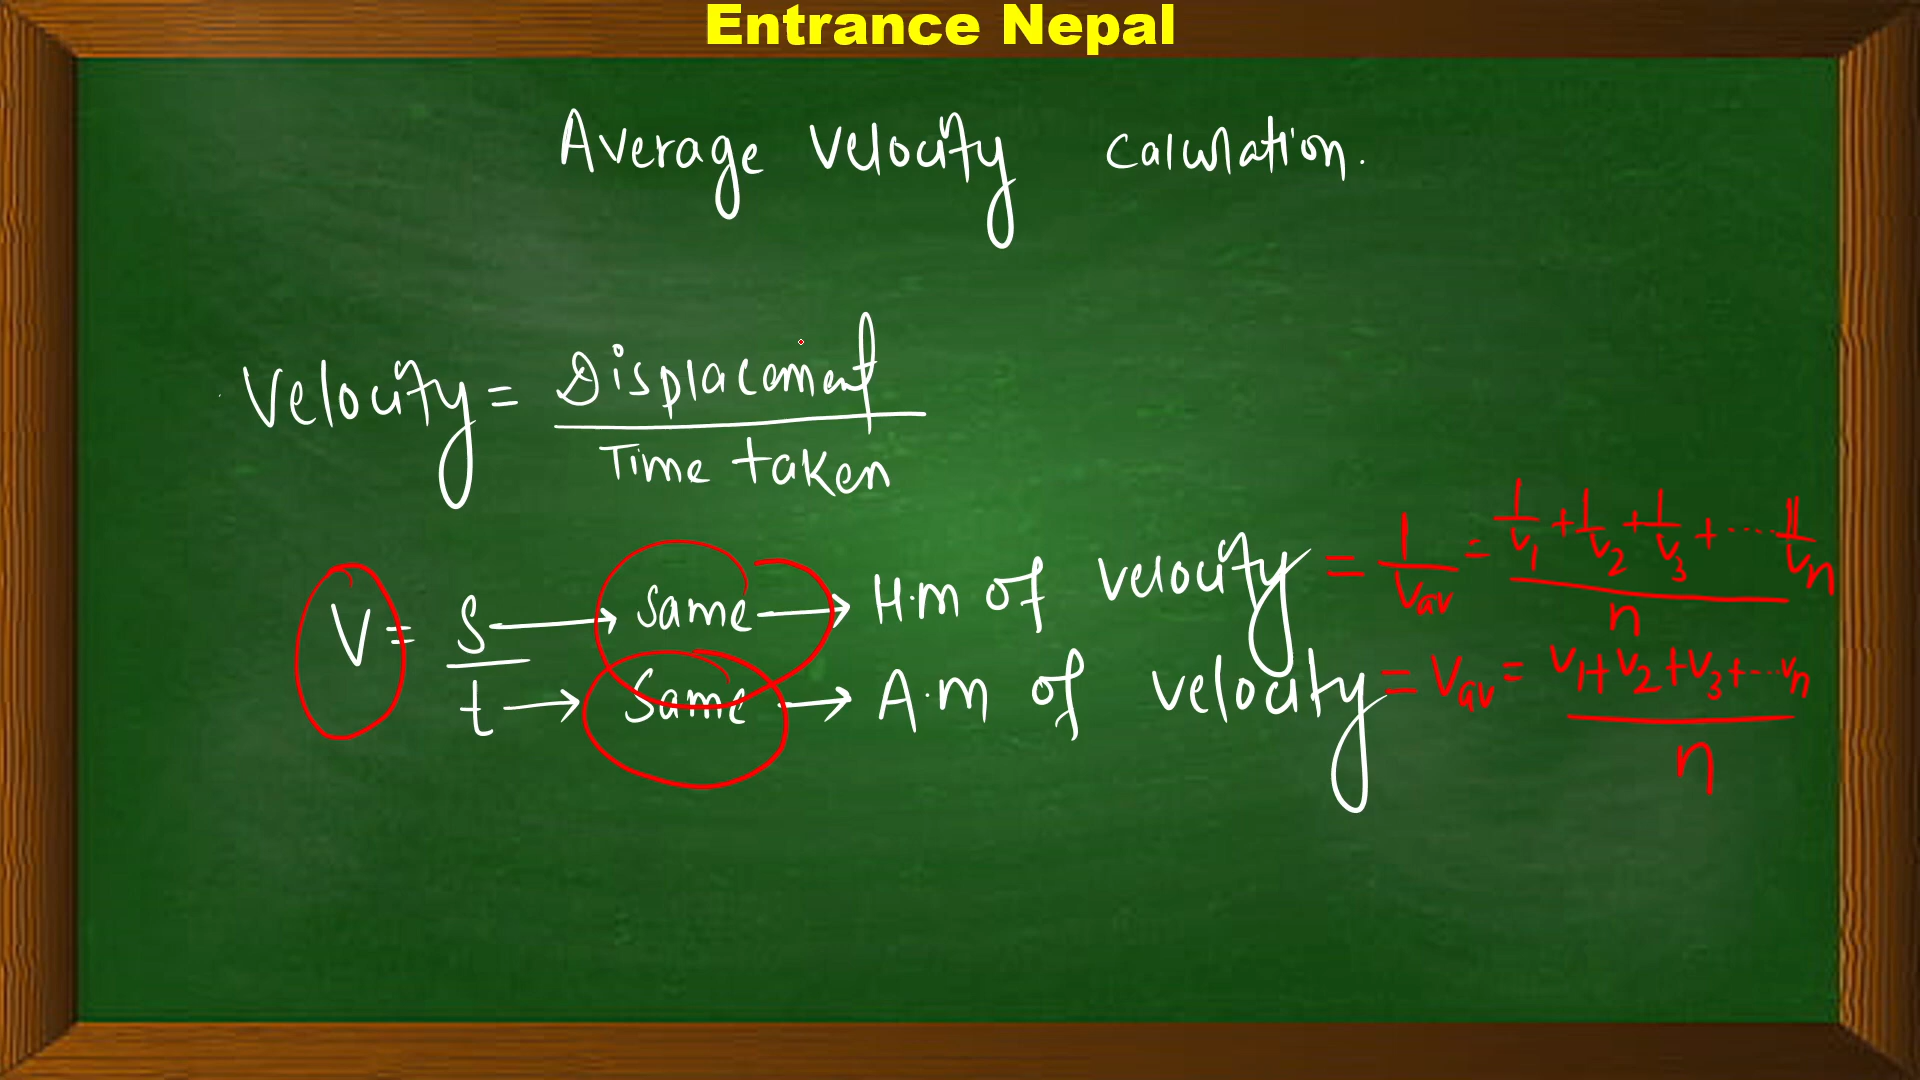 Entrance Nepal
Average Velocity Calculation.
Velocity = Displacement / Time taken
V = S/t
S → Same → H.M of velocity = 1/Vav = (1/V1 + 1/V2 + 1/V3 + .... 1/Vn) / n
t → Same → A.M of velocity = Vav = (V1+V2+V3+...Vn) / n